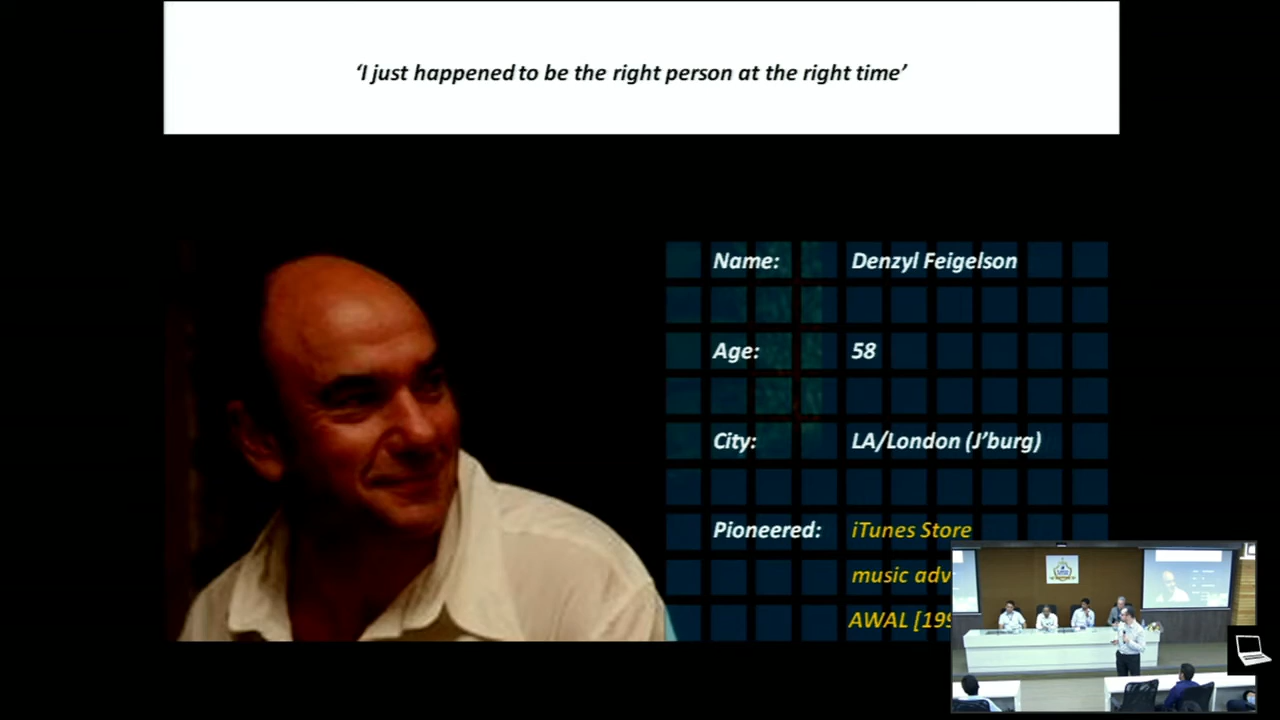 ‘I just happened to be the right person at the right time’
Name: Denzyl Feigelson
Age: 58
City: LA/London (J’burg)
Pioneered: iTunes Store
music adv
AWAL [199